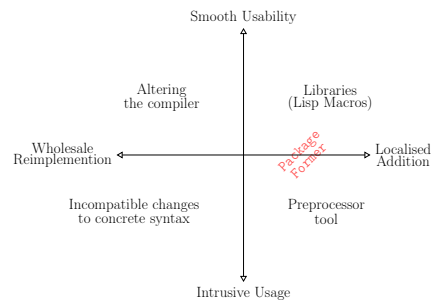 Smooth Usability
Altering
the compiler
Libraries
(Lisp Macros)
Package
Former
Wholesale
Reimplemention
Localised
Addition
Incompatible changes
to concrete syntax
Preprocessor
tool
Intrusive Usage